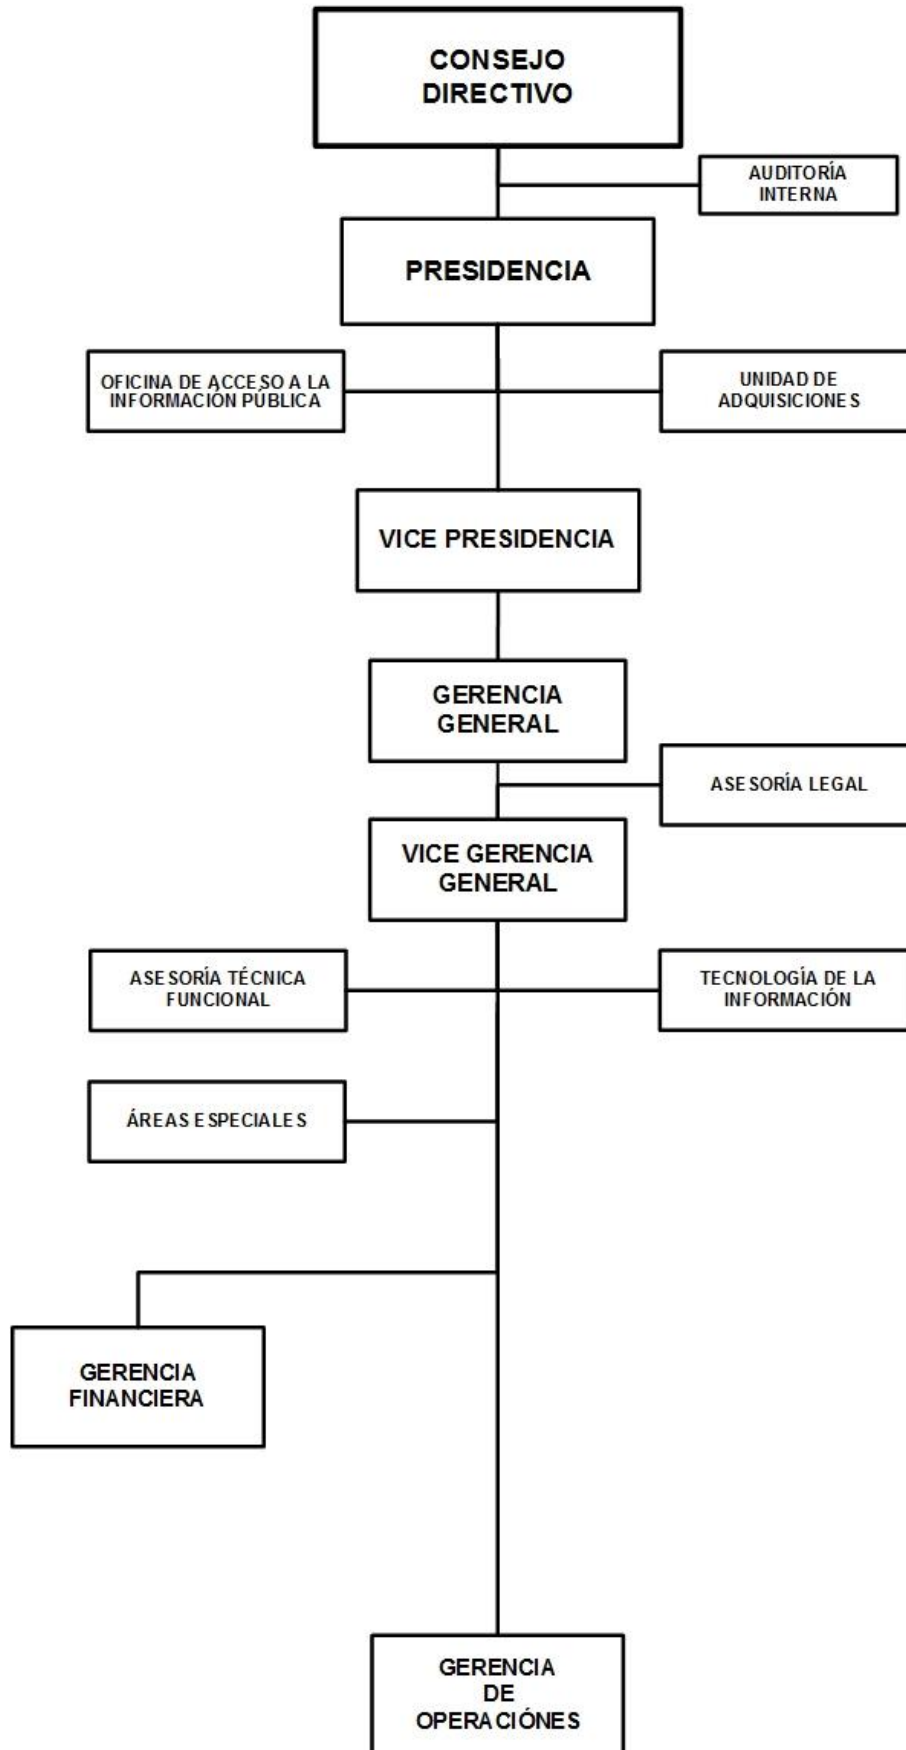 CONSEJO
DIRECTIVO
AUDITORÍA
INTERNA
PRESIDENCIA
OFICINA DE ACCESO A LA
INFORMACIÓN PÚBLICA
UNIDAD DE
ADQUISICIONES
VICE PRESIDENCIA
GERENCIA
GENERAL
ASESORÍA LEGAL
VICE GERENCIA
GENERAL
ASESORÍA TÉCNICA
FUNCIONAL
TECNOLOGÍA DE LA
INFORMACIÓN
ÁREAS ESPECIALES
GERENCIA
FINANCIERA
GERENCIA
DE
OPERACIÓNES